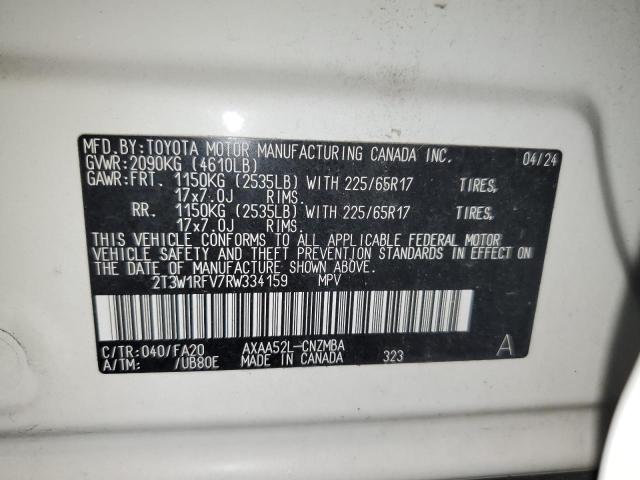 MFD.BY:TOYOTA MOTOR MANUFACTURING CANADA INC. 04/24
GVWR:2090KG (4610LB)
GAWR:FRT. 1150KG (2535LB) WITH 225/65R17 TIRES,
17x7.0J RIMS.
RR. 1150KG (2535LB) WITH 225/65R17 TIRES,
17x7.0J RIMS.
THIS VEHICLE CONFORMS TO ALL APPLICABLE FEDERAL MOTOR
VEHICLE SAFETY AND THEFT PREVENTION STANDARDS IN EFFECT
ON THE DATE OF MANUFACTURE SHOWN ABOVE.
2T3W1RFV7RW334159 MPV
C/TR:040/FA20 AXAA52L-CNZMBA A
A/TM: /UB80E MADE IN CANADA 323